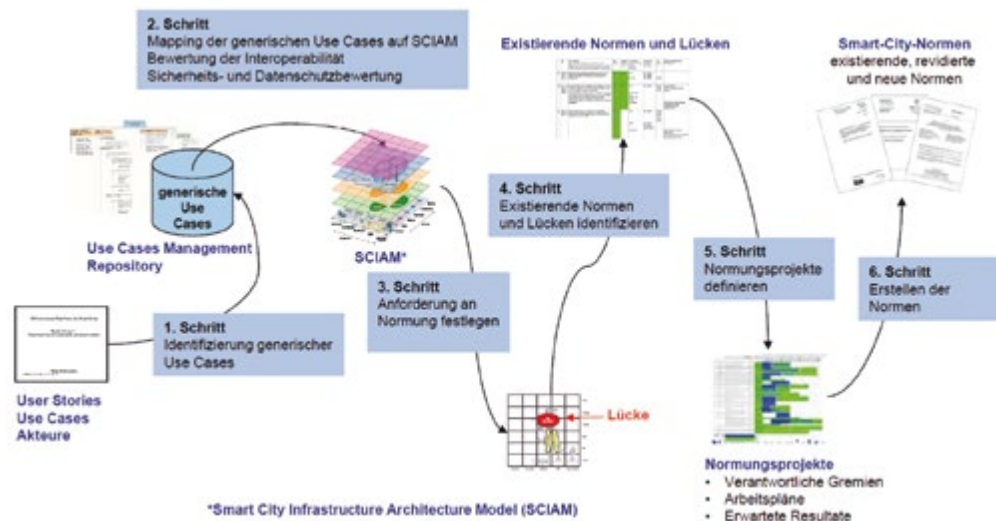 2. Schritt
Mapping der generischen Use Cases auf SCIAM
Bewertung der Interoperabilität
Sicherheits- und Datenschutzbewertung
Existierende Normen und Lücken
Smart-City-Normen
existierende, revidierte
und neue Normen
generische
Use
Cases
Use Cases Management
Repository
SCIAM*
4. Schritt
Existierende Normen
und Lücken identifizieren
3. Schritt
Anforderung an
Normung festlegen
5. Schritt
Normungsprojekte
definieren
6. Schritt
Erstellen der
Normen
1. Schritt
Identifizierung generischer
Use Cases
User Stories
Use Cases
Akteure
Lücke
Normungsprojekte
• Verantwortliche Gremien
• Arbeitspläne
• Erwartete Resultate
*Smart City Infrastructure Architecture Model (SCIAM)